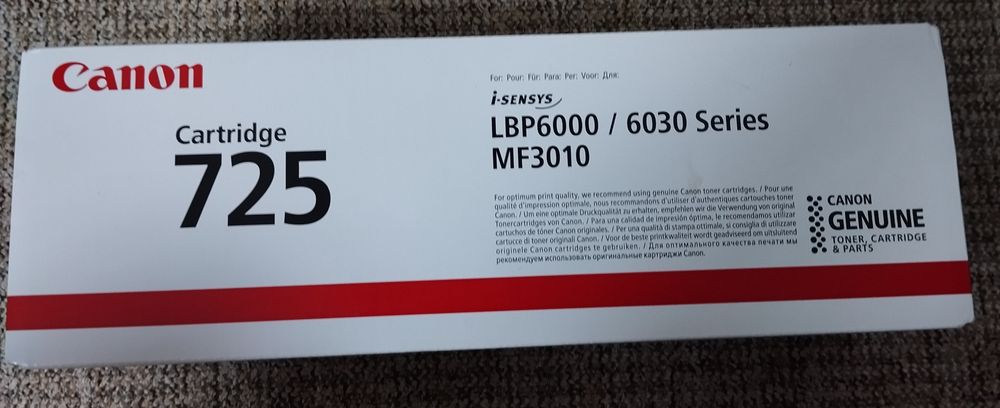 Canon
Cartridge
725
For: Pour: Für: Para: Per: Voor: Для:
i-SENSYS
LBP6000 / 6030 Series
MF3010
For optimum print quality, we recommend using genuine Canon toner cartridges. / Pour une
qualité d'impression optimale, nous recommandons d'utiliser d'authentiques cartouches toner
Canon. / Um eine optimale Druckqualität zu erhalten, empfehlen wir die Verwendung von original
Tonercartridges von Canon. / Para una calidad de impresión óptima, le recomendamos utilizar
cartuchos de tóner Canon originales. / Per una qualità di stampa ottimale, si consiglia di utilizzare
cartucce di toner originali Canon. / Voor de beste printkwaliteit wordt geadviseerd om uitsluitend
originele Canon cartridges te gebruiken. / Для оптимального качества печати мы
рекомендуем использовать оригинальные картриджи Canon.
CANON
GENUINE
TONER, CARTRIDGE
& PARTS